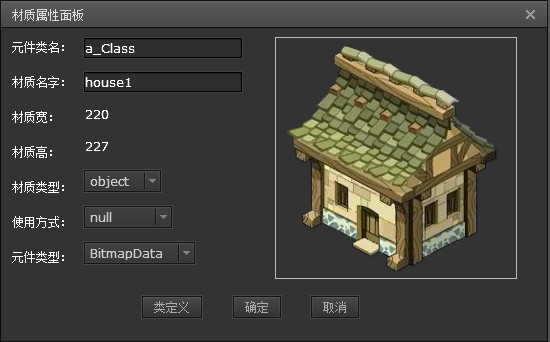 材质属性面板
元件类名： a_Class
材质名字： house1
材质宽： 220
材质高： 227
材质类型： object
使用方式： null
元件类型： BitmapData
类定义 确定 取消